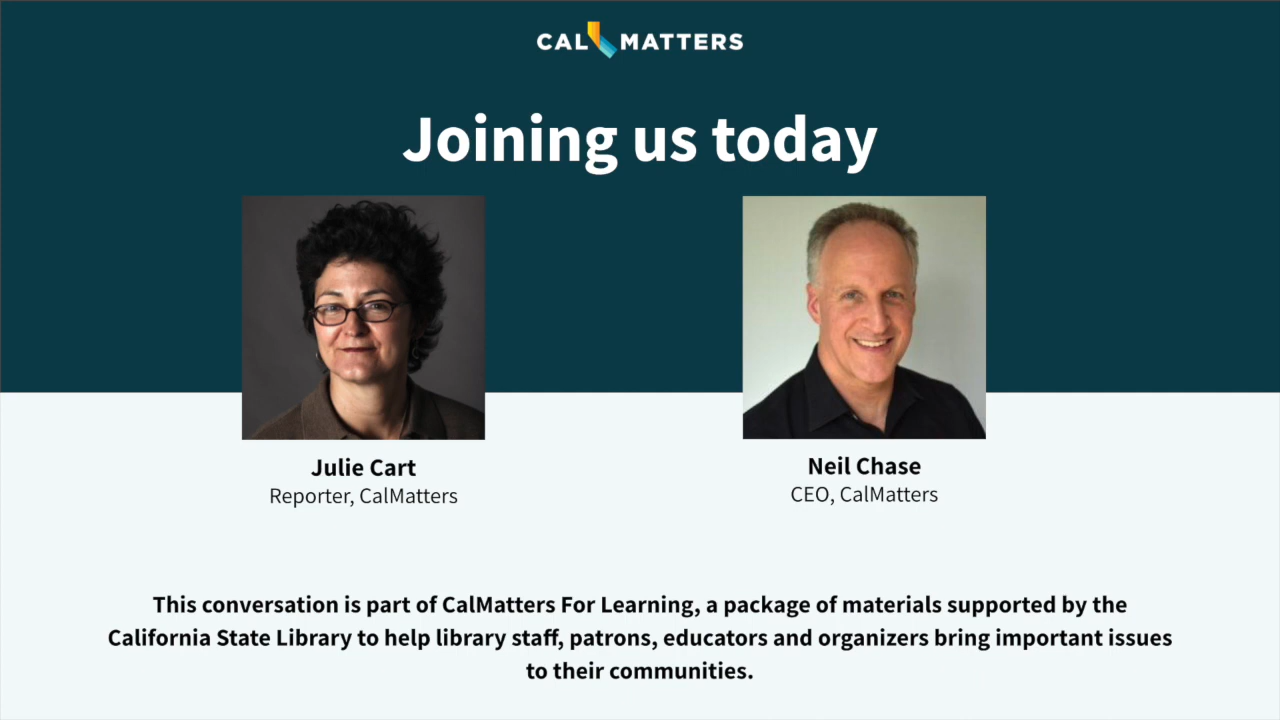 CAL MATTERS
Joining us today
Julie Cart
Reporter, CalMatters
Neil Chase
CEO, CalMatters
This conversation is part of CalMatters For Learning, a package of materials supported by the
California State Library to help library staff, patrons, educators and organizers bring important issues
to their communities.